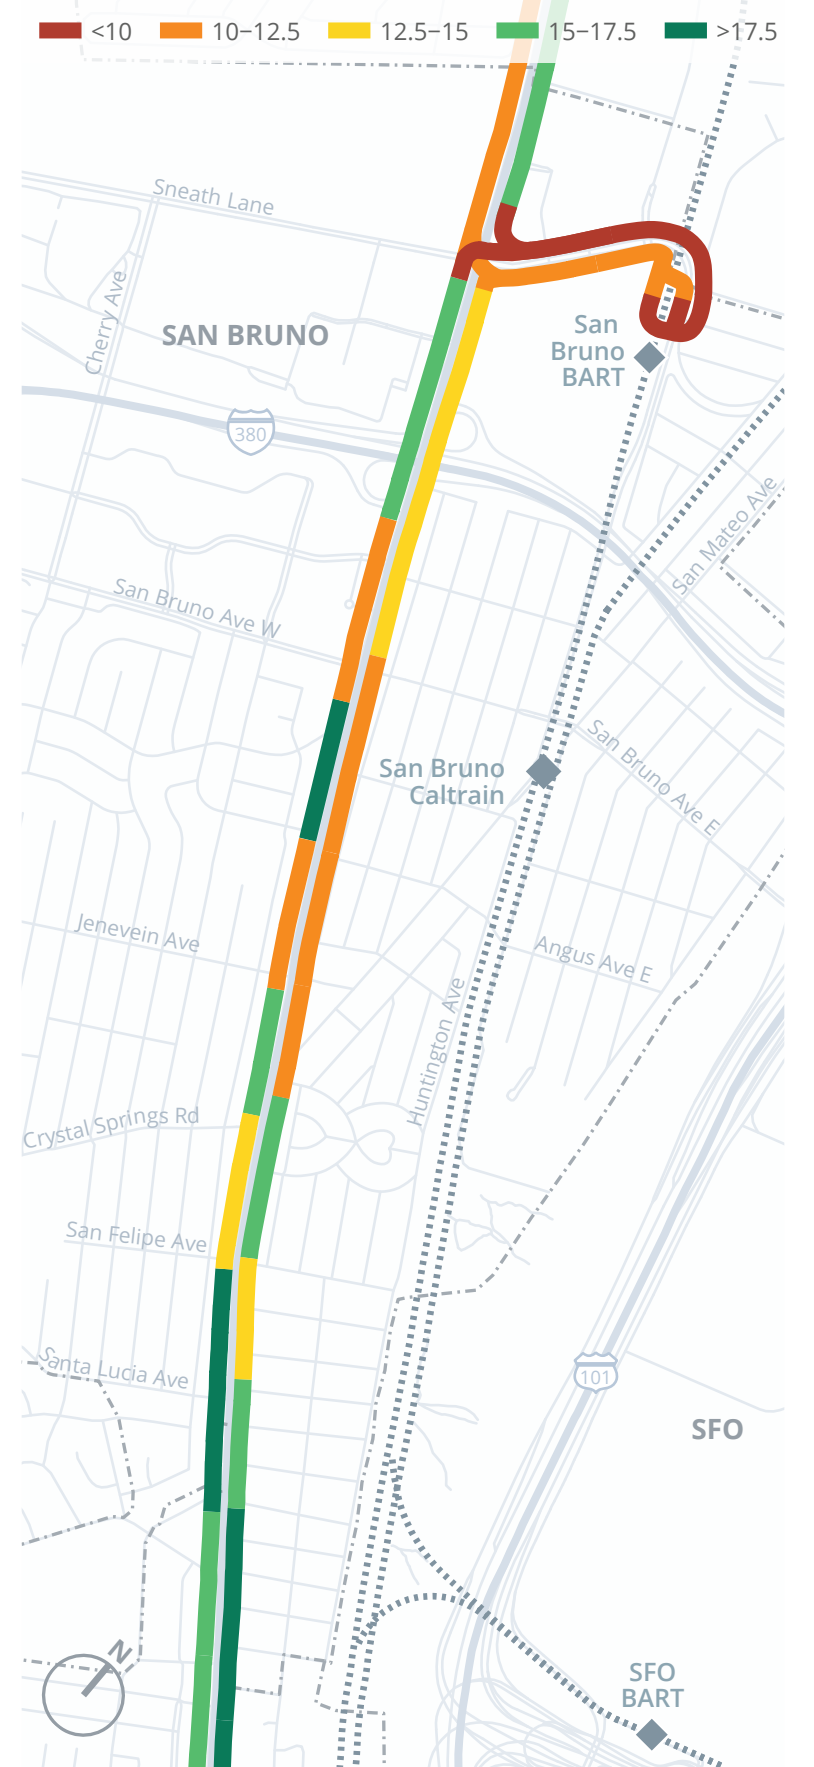 <10 10–12.5 12.5–15 15–17.5 >17.5
Sneath Lane
Cherry Ave
SAN BRUNO
San
Bruno
BART
380
San Mateo Ave
San Bruno Ave W
San Bruno Ave E
San Bruno
Caltrain
Jenevein Ave
Angus Ave E
Huntington Ave
Crystal Springs Rd
San Felipe Ave
Santa Lucia Ave
101
SFO
N
SFO
BART